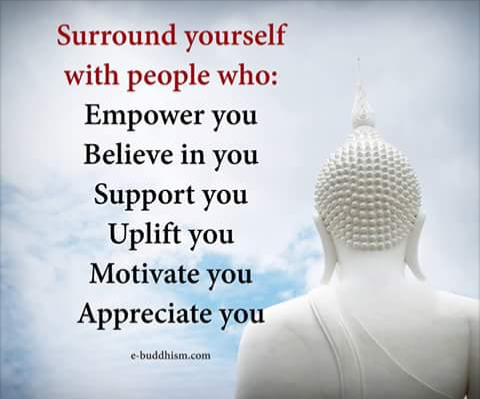 Surround yourself
with people who:
Empower you
Believe in you
Support you
Uplift you
Motivate you
Appreciate you
e-buddhism.com